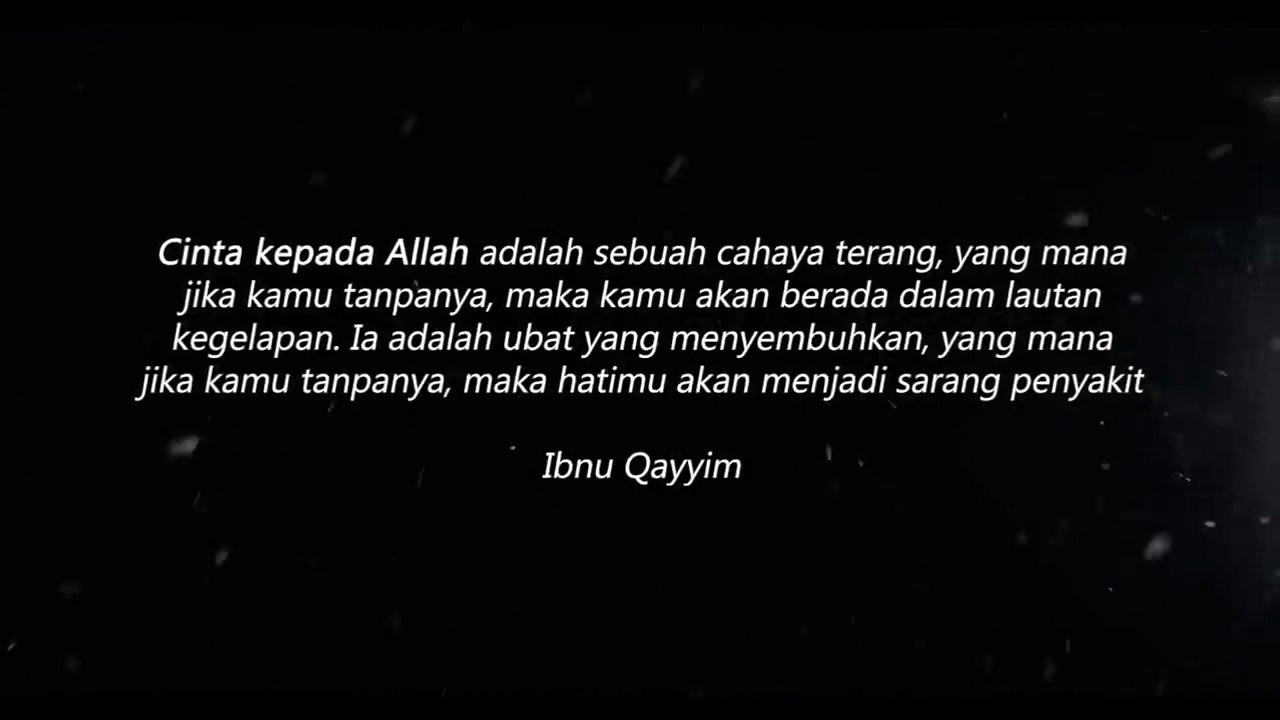 Cinta kepada Allah adalah sebuah cahaya terang, yang mana
jika kamu tanpanya, maka kamu akan berada dalam lautan
kegelapan. Ia adalah ubat yang menyembuhkan, yang mana
jika kamu tanpanya, maka hatimu akan menjadi sarang penyakit
Ibnu Qayyim